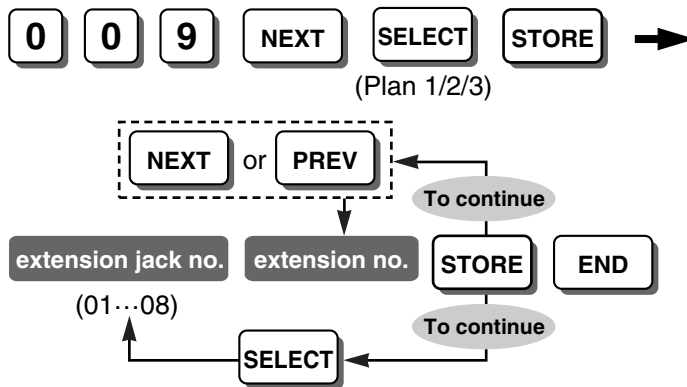 0 0 9 NEXT SELECT STORE
(Plan 1/2/3)
NEXT or PREV
To continue
extension jack no. extension no. STORE END
(01···08)
To continue
SELECT